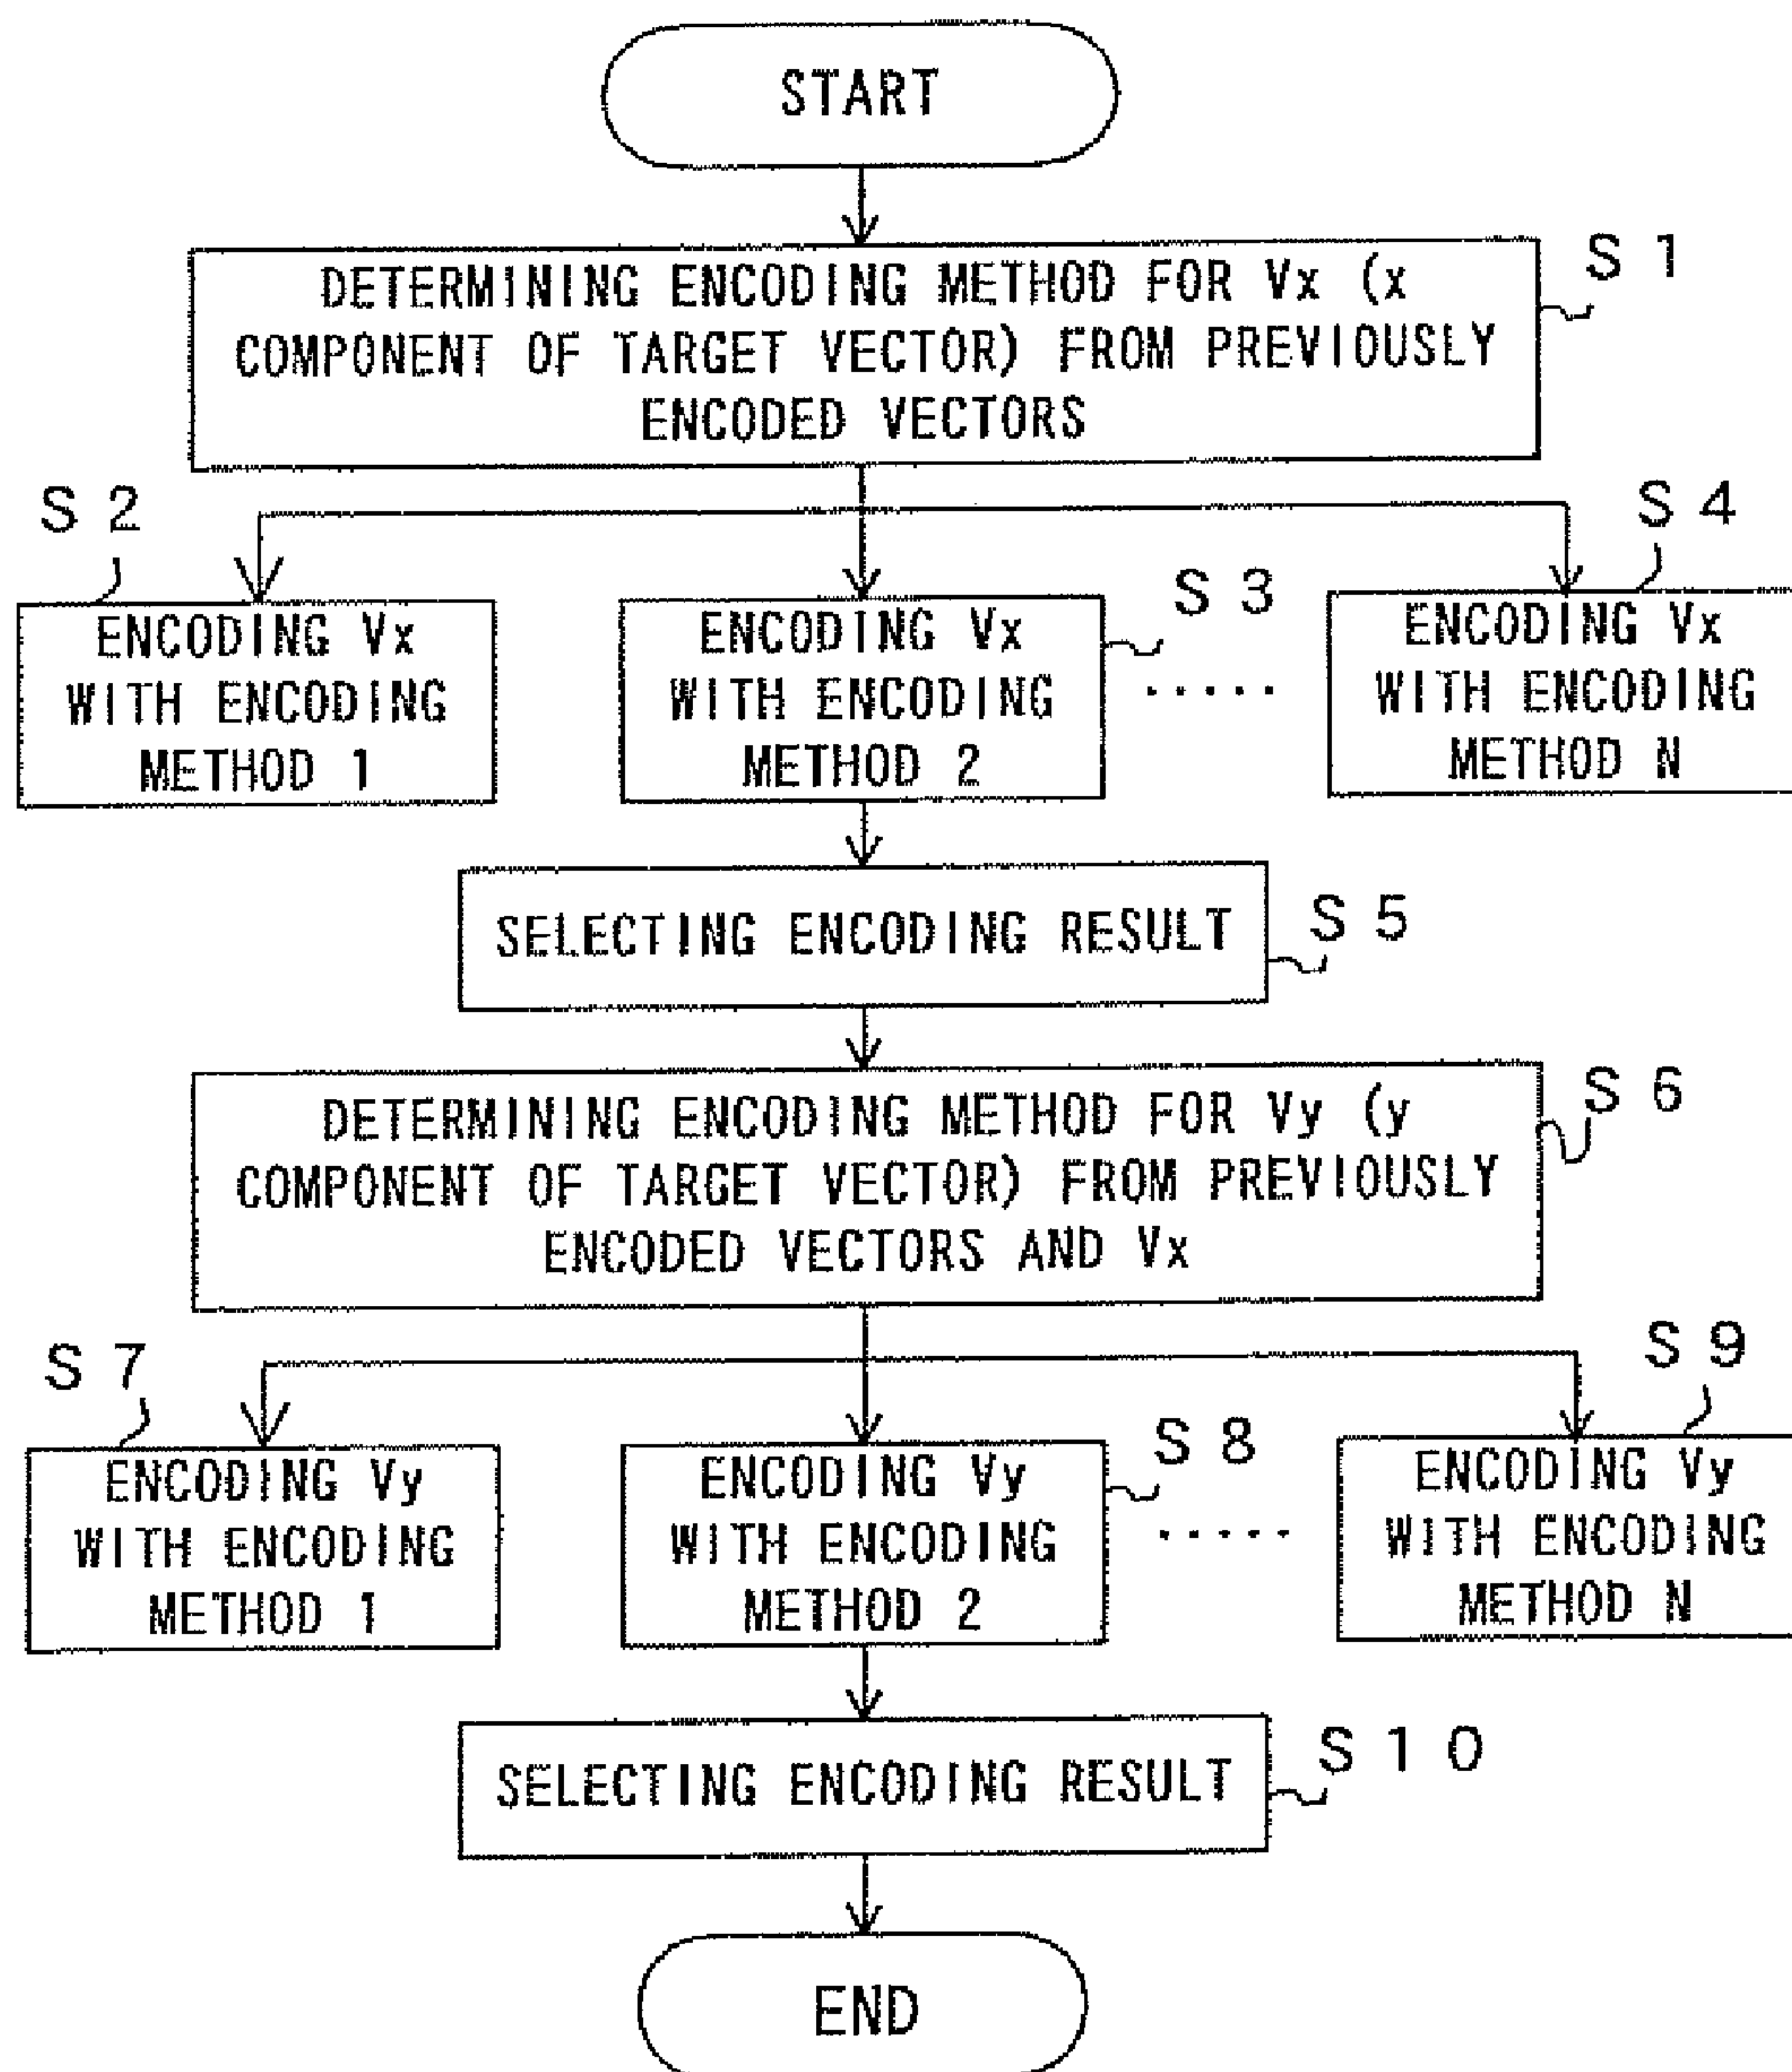 START
DETERMINING ENCODING METHOD FOR Vx (x
COMPONENT OF TARGET VECTOR) FROM PREVIOUSLY
ENCODED VECTORS
S1
S2
ENCODING Vx
WITH ENCODING
METHOD 1
ENCODING Vx
WITH ENCODING
METHOD 2
S3
.....
S4
ENCODING Vx
WITH ENCODING
METHOD N
SELECTING ENCODING RESULT
S5
DETERMINING ENCODING METHOD FOR Vy (y
COMPONENT OF TARGET VECTOR) FROM PREVIOUSLY
ENCODED VECTORS AND Vx
S6
S7
ENCODING Vy
WITH ENCODING
METHOD 1
ENCODING Vy
WITH ENCODING
METHOD 2
S8
.....
S9
ENCODING Vy
WITH ENCODING
METHOD N
SELECTING ENCODING RESULT
S10
END